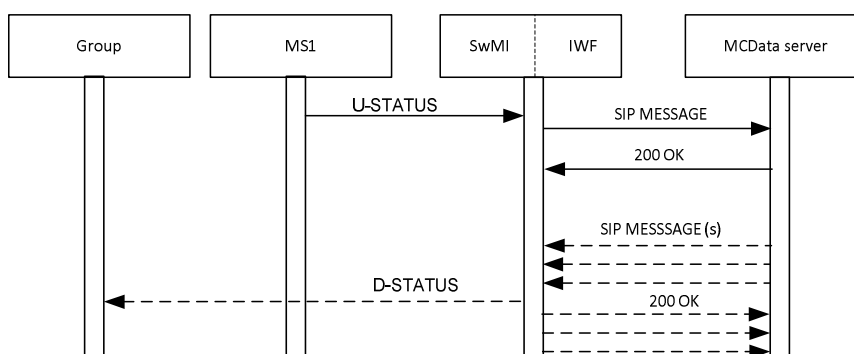 Group
MS1
SwMI
IWF
MCData server
U-STATUS
SIP MESSAGE
200 OK
SIP MESSSAGE (s)
D-STATUS
200 OK